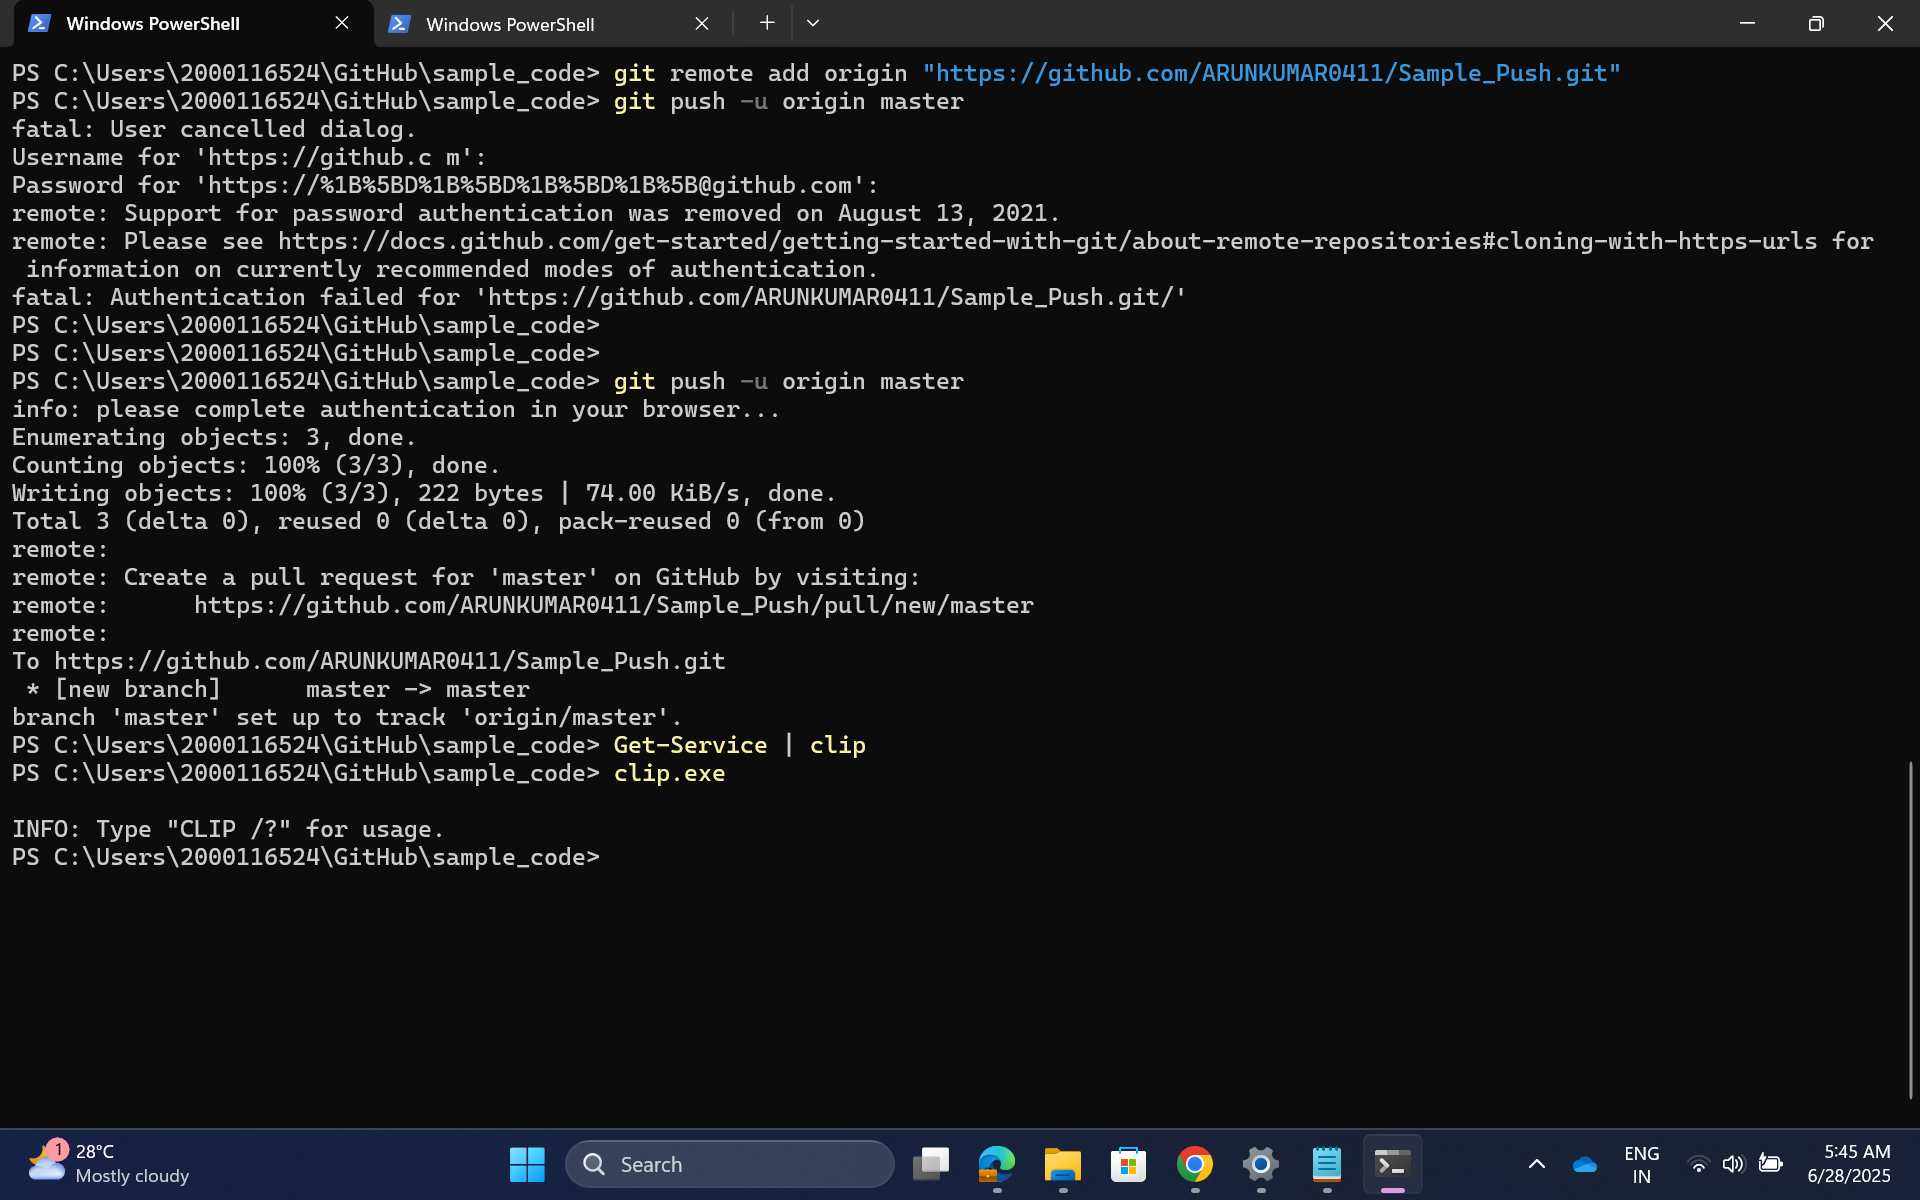 Windows PowerShell
Windows PowerShell
PS C:\Users\2000116524\GitHub\sample_code> git remote add origin "https://github.com/ARUNKUMAR0411/Sample_Push.git"
PS C:\Users\2000116524\GitHub\sample_code> git push -u origin master
fatal: User cancelled dialog.
Username for 'https://github.c m':
Password for 'https://%1B%5BD%1B%5BD%1B%5BD%1B%5B@github.com':
remote: Support for password authentication was removed on August 13, 2021.
remote: Please see https://docs.github.com/get-started/getting-started-with-git/about-remote-repositories#cloning-with-https-urls for
 information on currently recommended modes of authentication.
fatal: Authentication failed for 'https://github.com/ARUNKUMAR0411/Sample_Push.git/'
PS C:\Users\2000116524\GitHub\sample_code>
PS C:\Users\2000116524\GitHub\sample_code>
PS C:\Users\2000116524\GitHub\sample_code> git push -u origin master
info: please complete authentication in your browser...
Enumerating objects: 3, done.
Counting objects: 100% (3/3), done.
Writing objects: 100% (3/3), 222 bytes | 74.00 KiB/s, done.
Total 3 (delta 0), reused 0 (delta 0), pack-reused 0 (from 0)
remote:
remote: Create a pull request for 'master' on GitHub by visiting:
remote:      https://github.com/ARUNKUMAR0411/Sample_Push/pull/new/master
remote:
To https://github.com/ARUNKUMAR0411/Sample_Push.git
 * [new branch]      master -> master
branch 'master' set up to track 'origin/master'.
PS C:\Users\2000116524\GitHub\sample_code> Get-Service | clip
PS C:\Users\2000116524\GitHub\sample_code> clip.exe
INFO: Type "CLIP /?" for usage.
PS C:\Users\2000116524\GitHub\sample_code>
1
28°C
Mostly cloudy
Search
ENG
IN
5:45 AM
6/28/2025